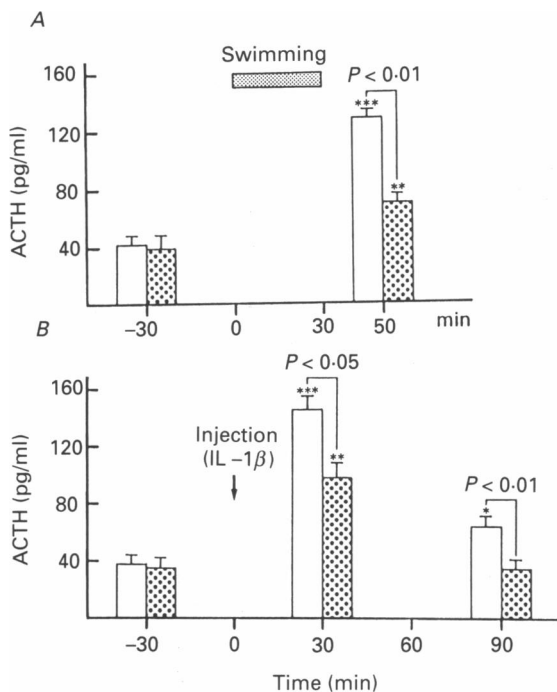 A
Swimming
160
P < 0·01
***
120
**
80
40
ACTH (pg/ml)
−30
0
30
50
min
B
P < 0·05
160
***
Injection
(IL –1β)
**
120
P < 0·01
80
*
40
ACTH (pg/ml)
−30
0
30
60
90
Time (min)